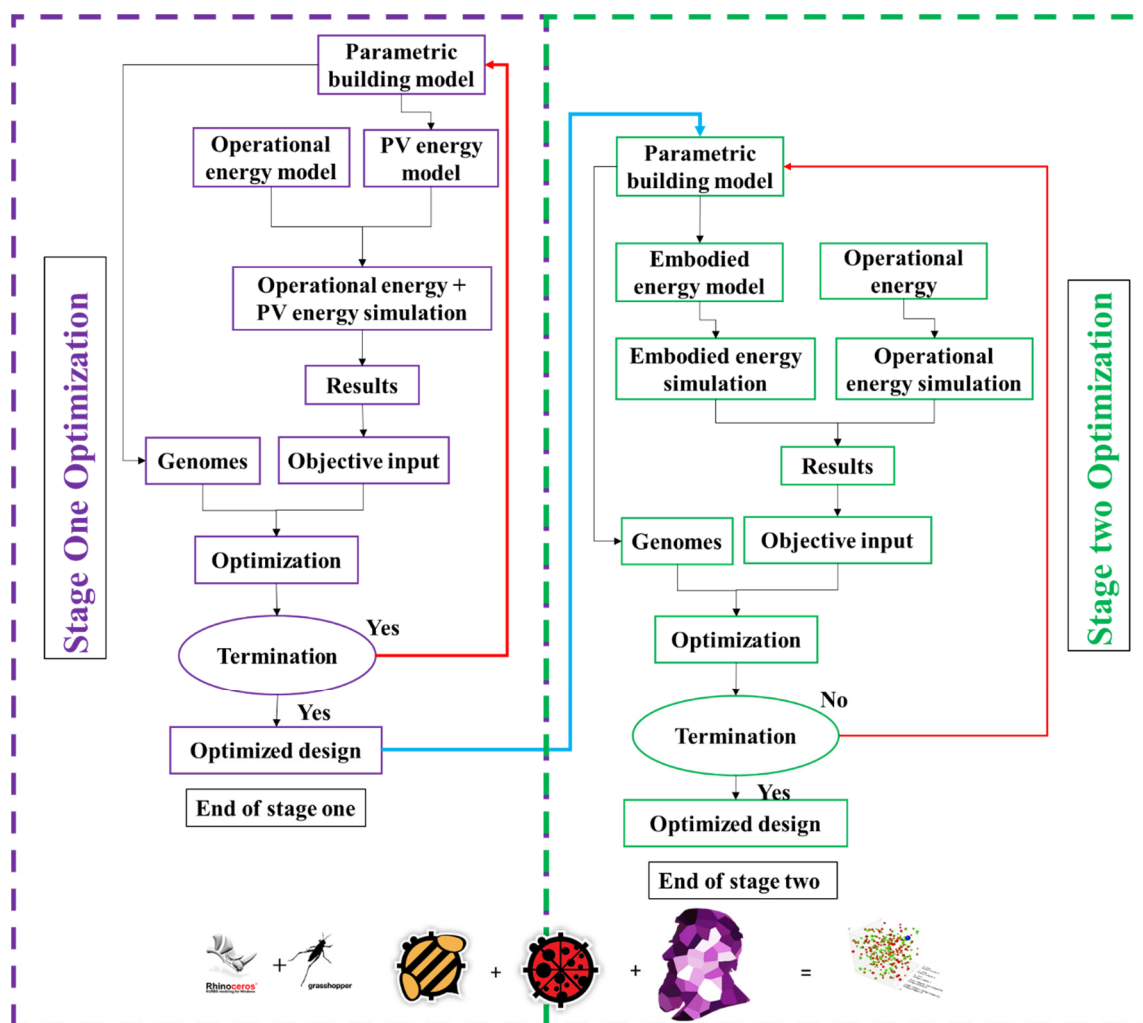 Stage One Optimization
Parametric
building model
Operational
energy model
PV energy
model
Operational energy +
PV energy simulation
Results
Genomes
Objective input
Optimization
Termination
Yes
Yes
Optimized design
End of stage one
Stage two Optimization
Parametric
building model
Embodied
energy model
Operational
energy
Embodied energy
simulation
Operational
energy simulation
Results
Genomes
Objective input
Optimization
Termination
No
Yes
Optimized design
End of stage two
Rhinoceros
+
grasshopper
+
+
=